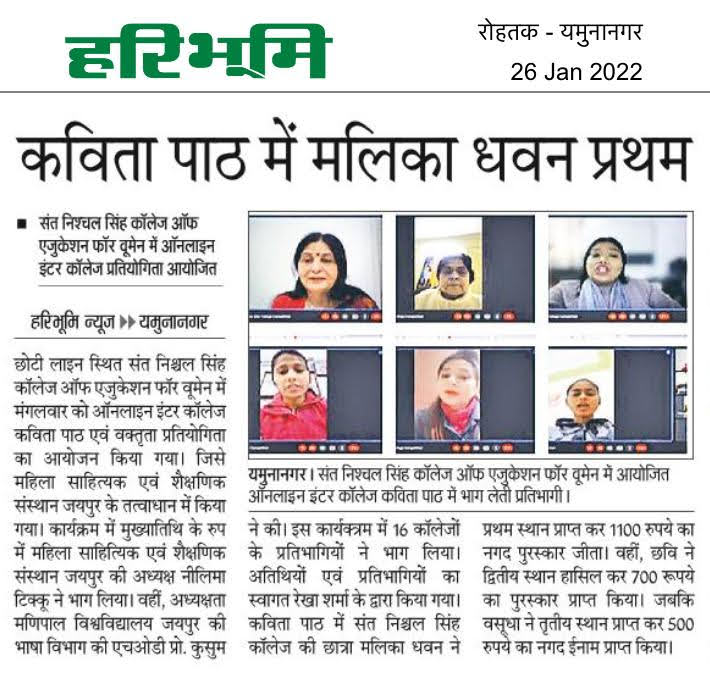 हरिभूमि
रोहतक - यमुनानगर
26 Jan 2022
कविता पाठ में मलिका धवन प्रथम
■ संत निश्चल सिंह कॉलेज ऑफ
एजुकेशन फॉर वूमेन में ऑनलाइन
इंटर कॉलेज प्रतियोगिता आयोजित
हरिभूमि न्यूज ▶▶ यमुनानगर
छोटी लाइन स्थित संत निश्चल सिंह
कॉलेज ऑफ एजुकेशन फॉर वूमेन में
मंगलवार को ऑनलाइन इंटर कॉलेज
कविता पाठ एवं वक्तृता प्रतियोगिता
का आयोजन किया गया। जिसे
महिला साहित्यिक एवं शैक्षणिक
संस्थान जयपुर के तत्वाधान में किया
गया। कार्यक्रम में मुख्यातिथि के रुप
में महिला साहित्यिक एवं शैक्षणिक
संस्थान जयपुर की अध्यक्ष नीलिमा
टिक्कू ने भाग लिया। वहीं, अध्यक्षता
मणिपाल विश्वविद्यालय जयपुर की
भाषा विभाग की एचओडी प्रो. कुसुम
यमुनानगर। संत निश्चल सिंह कॉलेज ऑफ एजुकेशन फॉर वूमेन में आयोजित
ऑनलाइन इंटर कॉलेज कविता पाठ में भाग लेती प्रतिभागी।
ने की। इस कार्यक्त्रम में 16 कॉलेजों
के प्रतिभागियों ने भाग लिया।
अतिथियों एवं प्रतिभागियों का
स्वागत रेखा शर्मा के द्वारा किया गया।
कविता पाठ में संत निश्चल सिंह
कॉलेज की छात्रा मलिका धवन ने
प्रथम स्थान प्राप्त कर 1100 रुपये का
नगद पुरस्कार जीता। वहीं, छवि ने
द्वितीय स्थान हासिल कर 700 रूपये
का पुरस्कार प्राप्त किया। जबकि
वसूधा ने तृतीय स्थान प्राप्त कर 500
रुपये का नगद ईनाम प्राप्त किया।